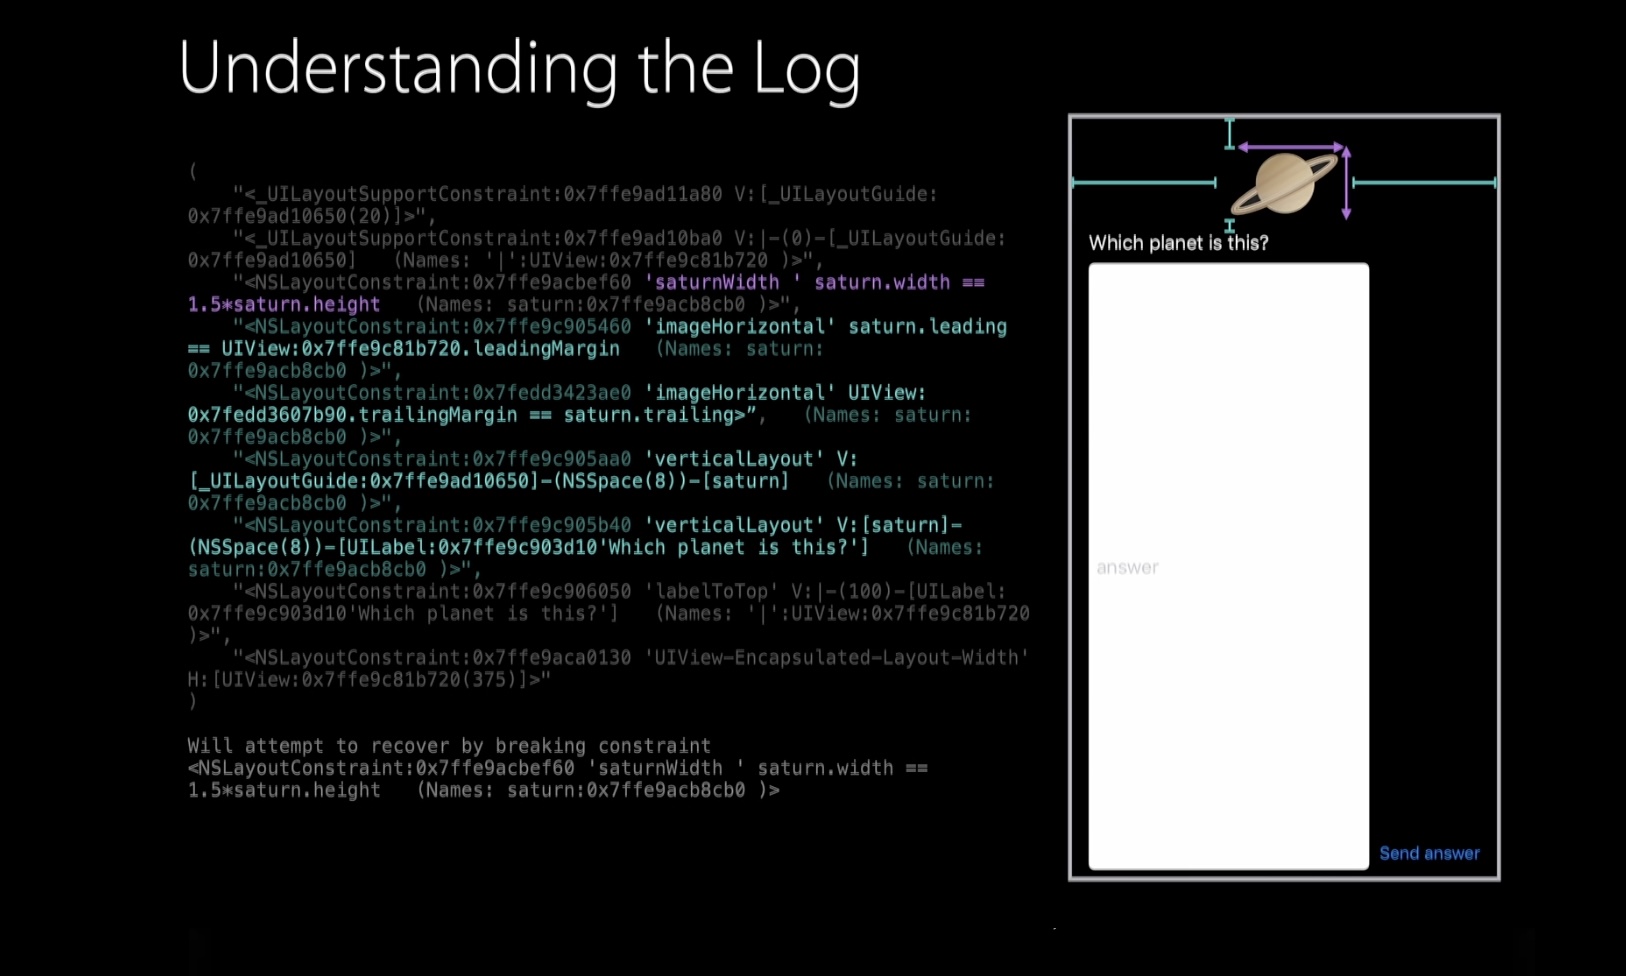 Understanding the Log
(
"<_UILayoutSupportConstraint:0x7ffe9ad11a80 V:[_UILayoutGuide:
0x7ffe9ad10650(20)]>",
"<_UILayoutSupportConstraint:0x7ffe9ad10ba0 V:|-(0)-[_UILayoutGuide:
0x7ffe9ad10650]   (Names: '|':UIView:0x7ffe9c81b720 )>",
"<NSLayoutConstraint:0x7ffe9acbef60 'saturnWidth ' saturn.width ==
1.5*saturn.height   (Names: saturn:0x7ffe9acb8cb0 )>",
"<NSLayoutConstraint:0x7ffe9c905460 'imageHorizontal' saturn.leading
== UIView:0x7ffe9c81b720.leadingMargin   (Names: saturn:
0x7ffe9acb8cb0 )>",
"<NSLayoutConstraint:0x7fedd3423ae0 'imageHorizontal' UIView:
0x7fedd3607b90.trailingMargin == saturn.trailing>”,   (Names: saturn:
0x7ffe9acb8cb0 )>",
"<NSLayoutConstraint:0x7ffe9c905aa0 'verticalLayout' V:
[_UILayoutGuide:0x7ffe9ad10650]-(NSSpace(8))-[saturn]   (Names: saturn:
0x7ffe9acb8cb0 )>",
"<NSLayoutConstraint:0x7ffe9c905b40 'verticalLayout' V:[saturn]-
(NSSpace(8))-[UILabel:0x7ffe9c903d10'Which planet is this?']   (Names:
saturn:0x7ffe9acb8cb0 )>",
"<NSLayoutConstraint:0x7ffe9c906050 'labelToTop' V:|-(100)-[UILabel:
0x7ffe9c903d10'Which planet is this?']   (Names: '|':UIView:0x7ffe9c81b720
)>",
"<NSLayoutConstraint:0x7ffe9aca0130 'UIView-Encapsulated-Layout-Width'
H:[UIView:0x7ffe9c81b720(375)]>"
)
Will attempt to recover by breaking constraint
<NSLayoutConstraint:0x7ffe9acbef60 'saturnWidth ' saturn.width ==
1.5*saturn.height   (Names: saturn:0x7ffe9acb8cb0 )>
Which planet is this?
answer
Send answer